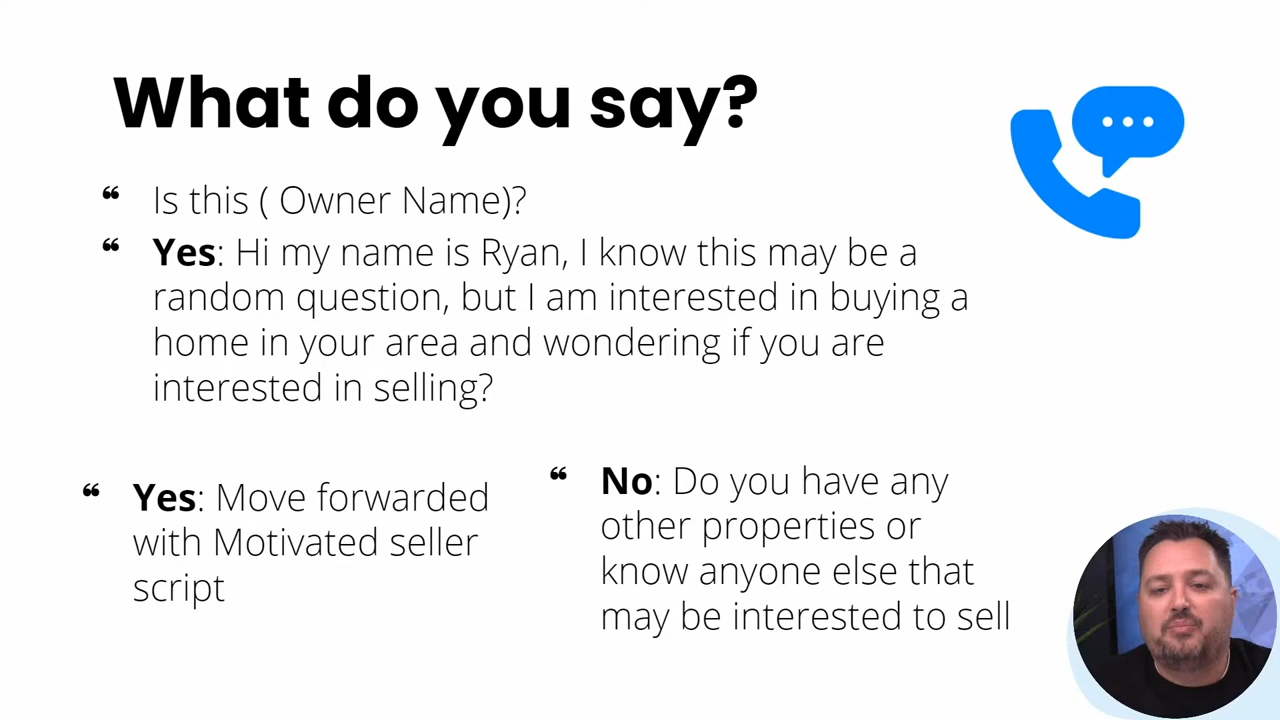 What do you say?
❝ Is this ( Owner Name)?
❝ Yes: Hi my name is Ryan, I know this may be a
random question, but I am interested in buying a
home in your area and wondering if you are
interested in selling?
❝ Yes: Move forwarded
with Motivated seller
script
❝ No: Do you have any
other properties or
know anyone else that
may be interested to sell